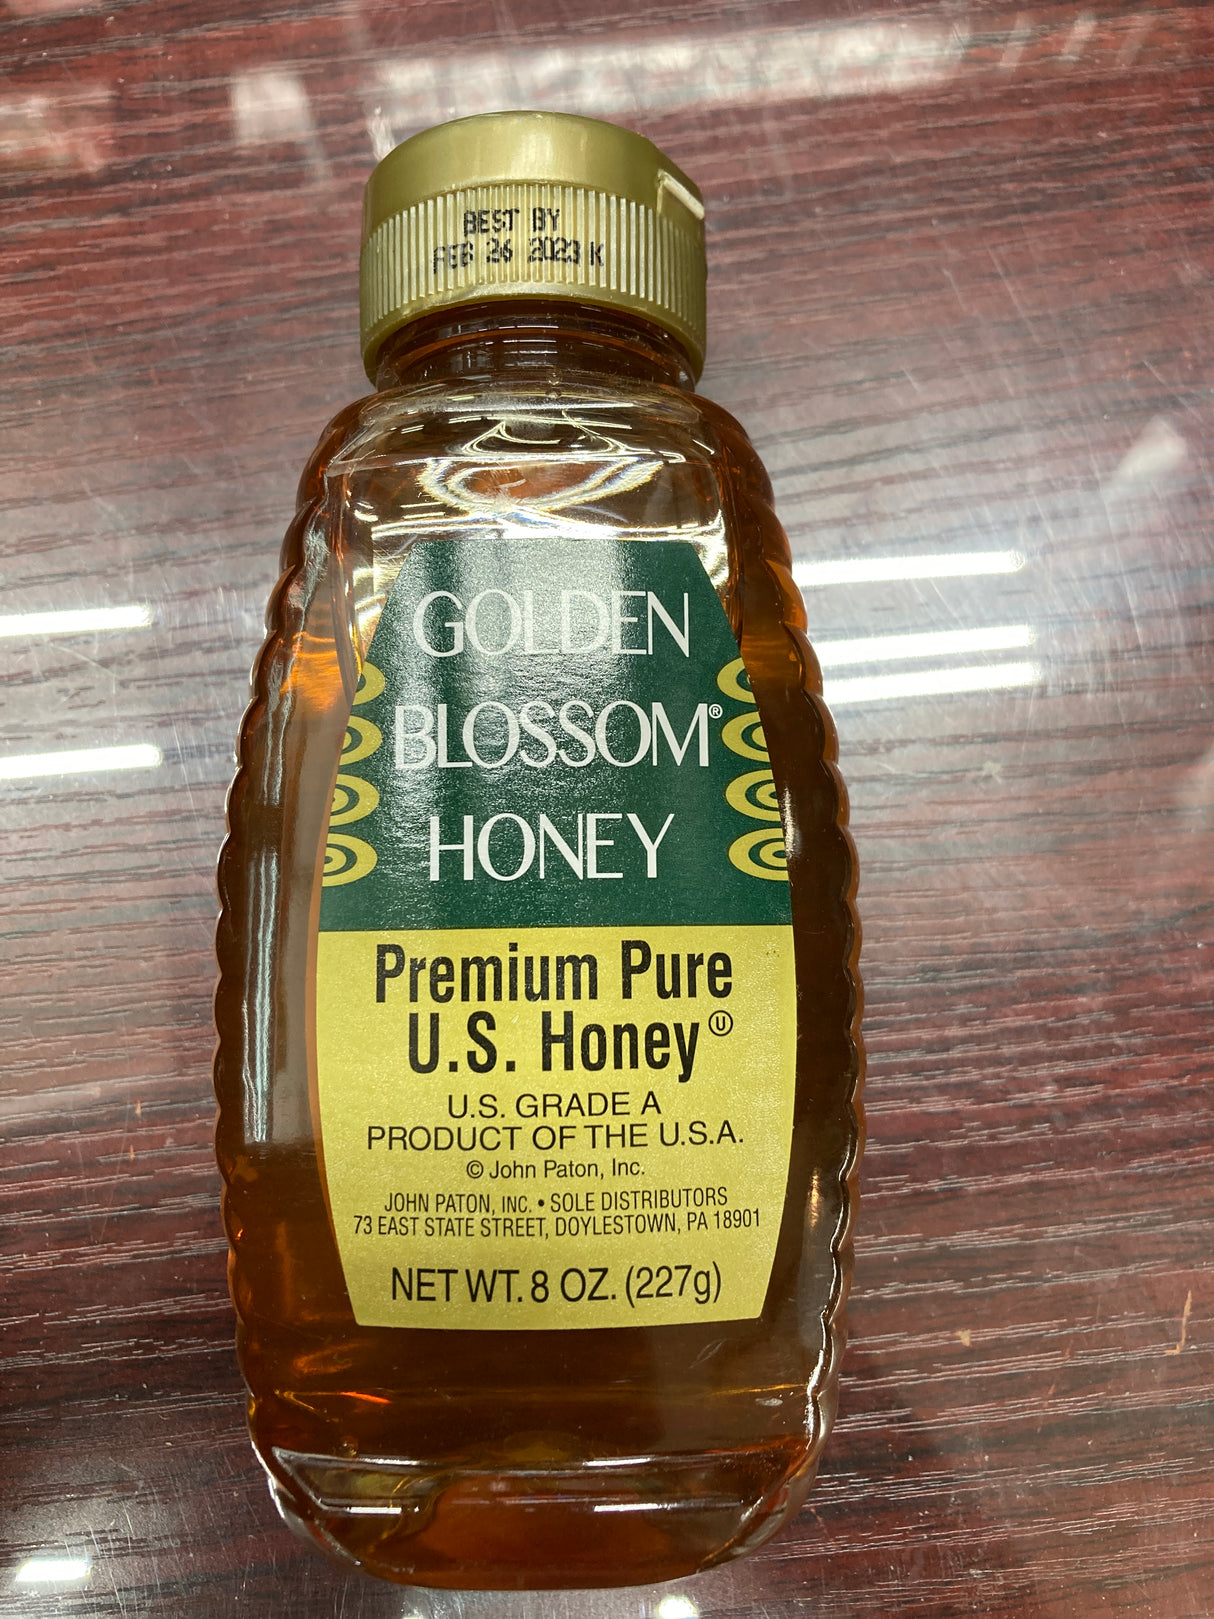 BEST BY
FEB 26 2023 K
GOLDEN
BLOSSOM®
HONEY
Premium Pure
U.S. Honey Ⓤ
U.S. GRADE A
PRODUCT OF THE U.S.A.
© John Paton, Inc.
JOHN PATON, INC. • SOLE DISTRIBUTORS
73 EAST STATE STREET, DOYLESTOWN, PA 18901
NET WT. 8 OZ. (227g)